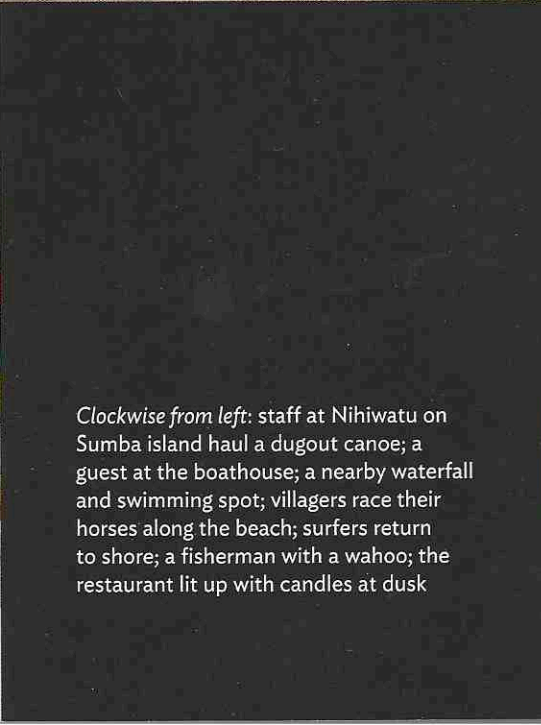 Clockwise from left: staff at Nihiwatu on
Sumba island haul a dugout canoe; a
guest at the boathouse; a nearby waterfall
and swimming spot; villagers race their
horses along the beach; surfers return
to shore; a fisherman with a wahoo; the
restaurant lit up with candles at dusk